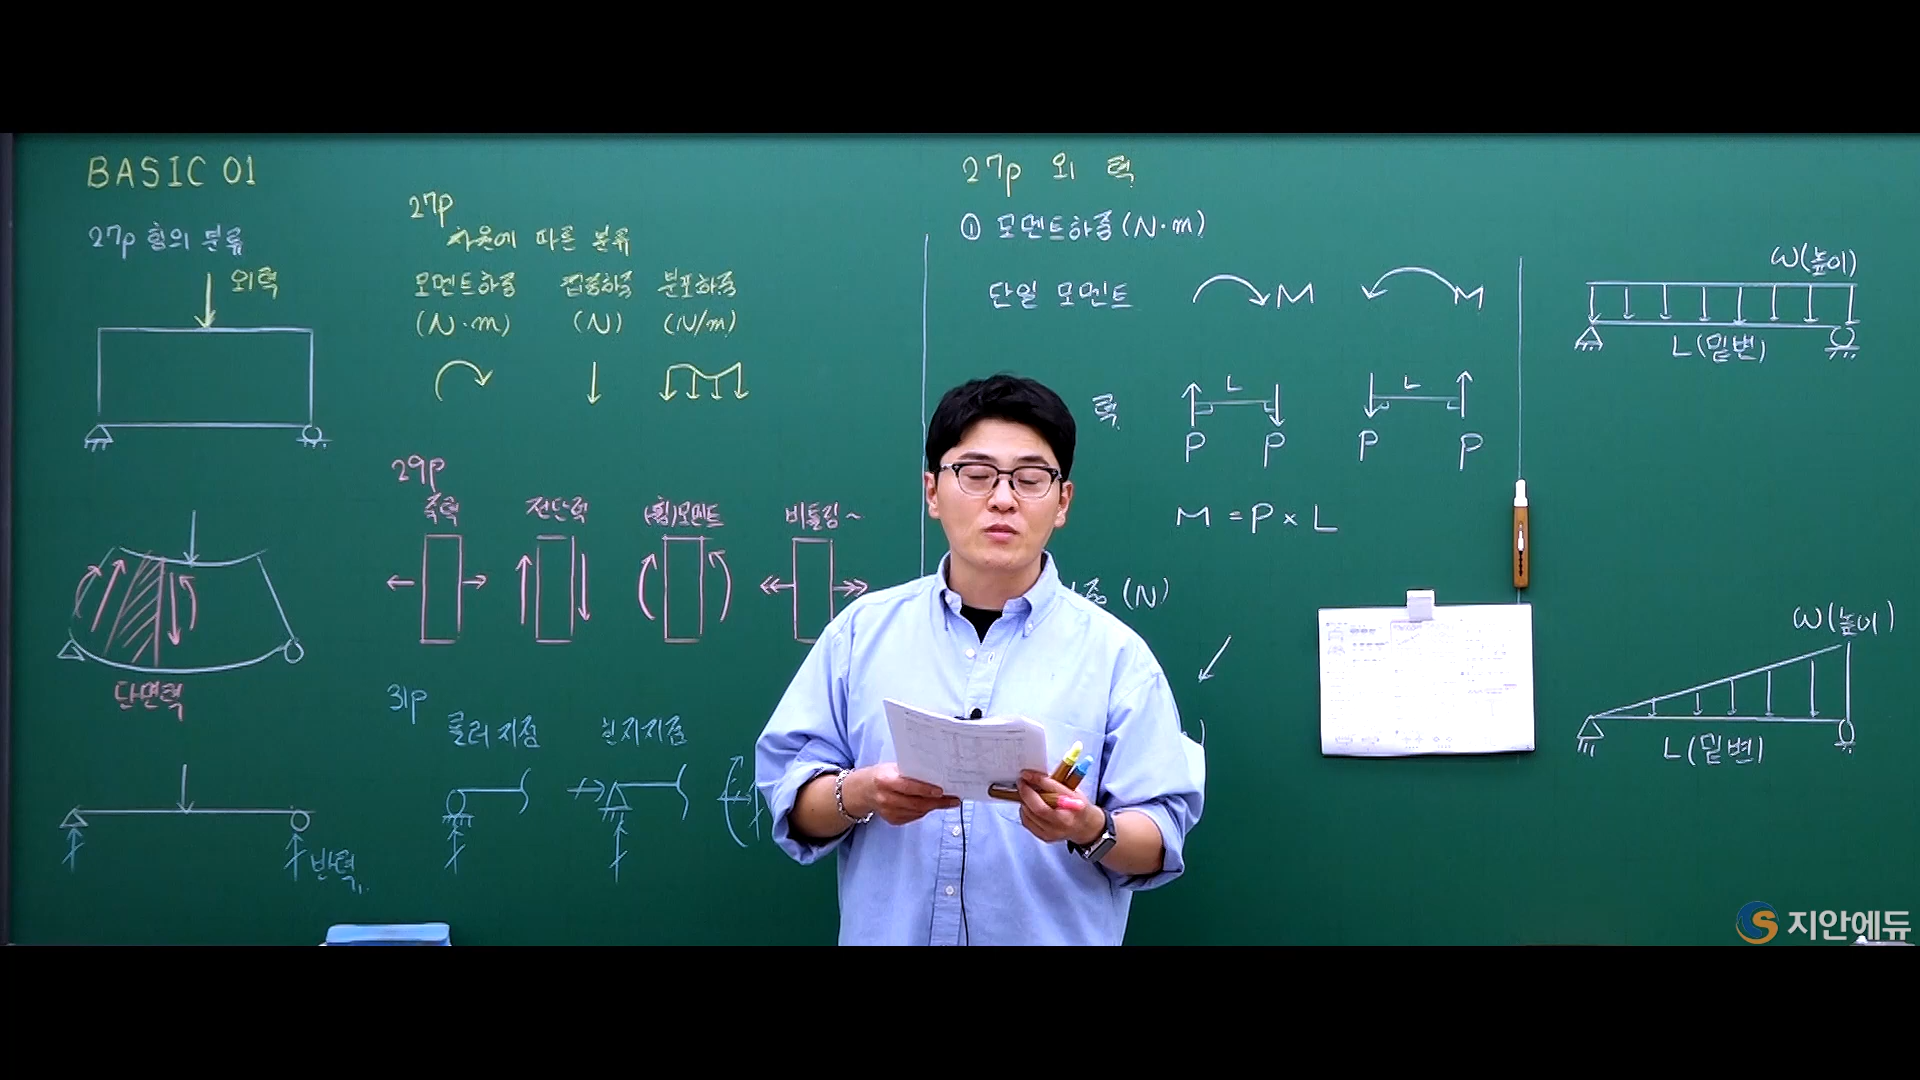 BASIC 01
27p 힘의 분류
외력
단면력
반력
27p
차원에 따른 분류
모멘트하중 집중하중 분포하중
(N·m) (N) (N/m)
29p
축력 전단력 (휨)모멘트 비틀림~
31p
롤러지점 힌지지점
27p 외력
① 모멘트하중(N·m)
단일 모멘트 M M
력 L L
P P P P
M = P × L
중 (N)
ω(높이)
L(밑변)
ω(높이)
L(밑변)
지안에듀